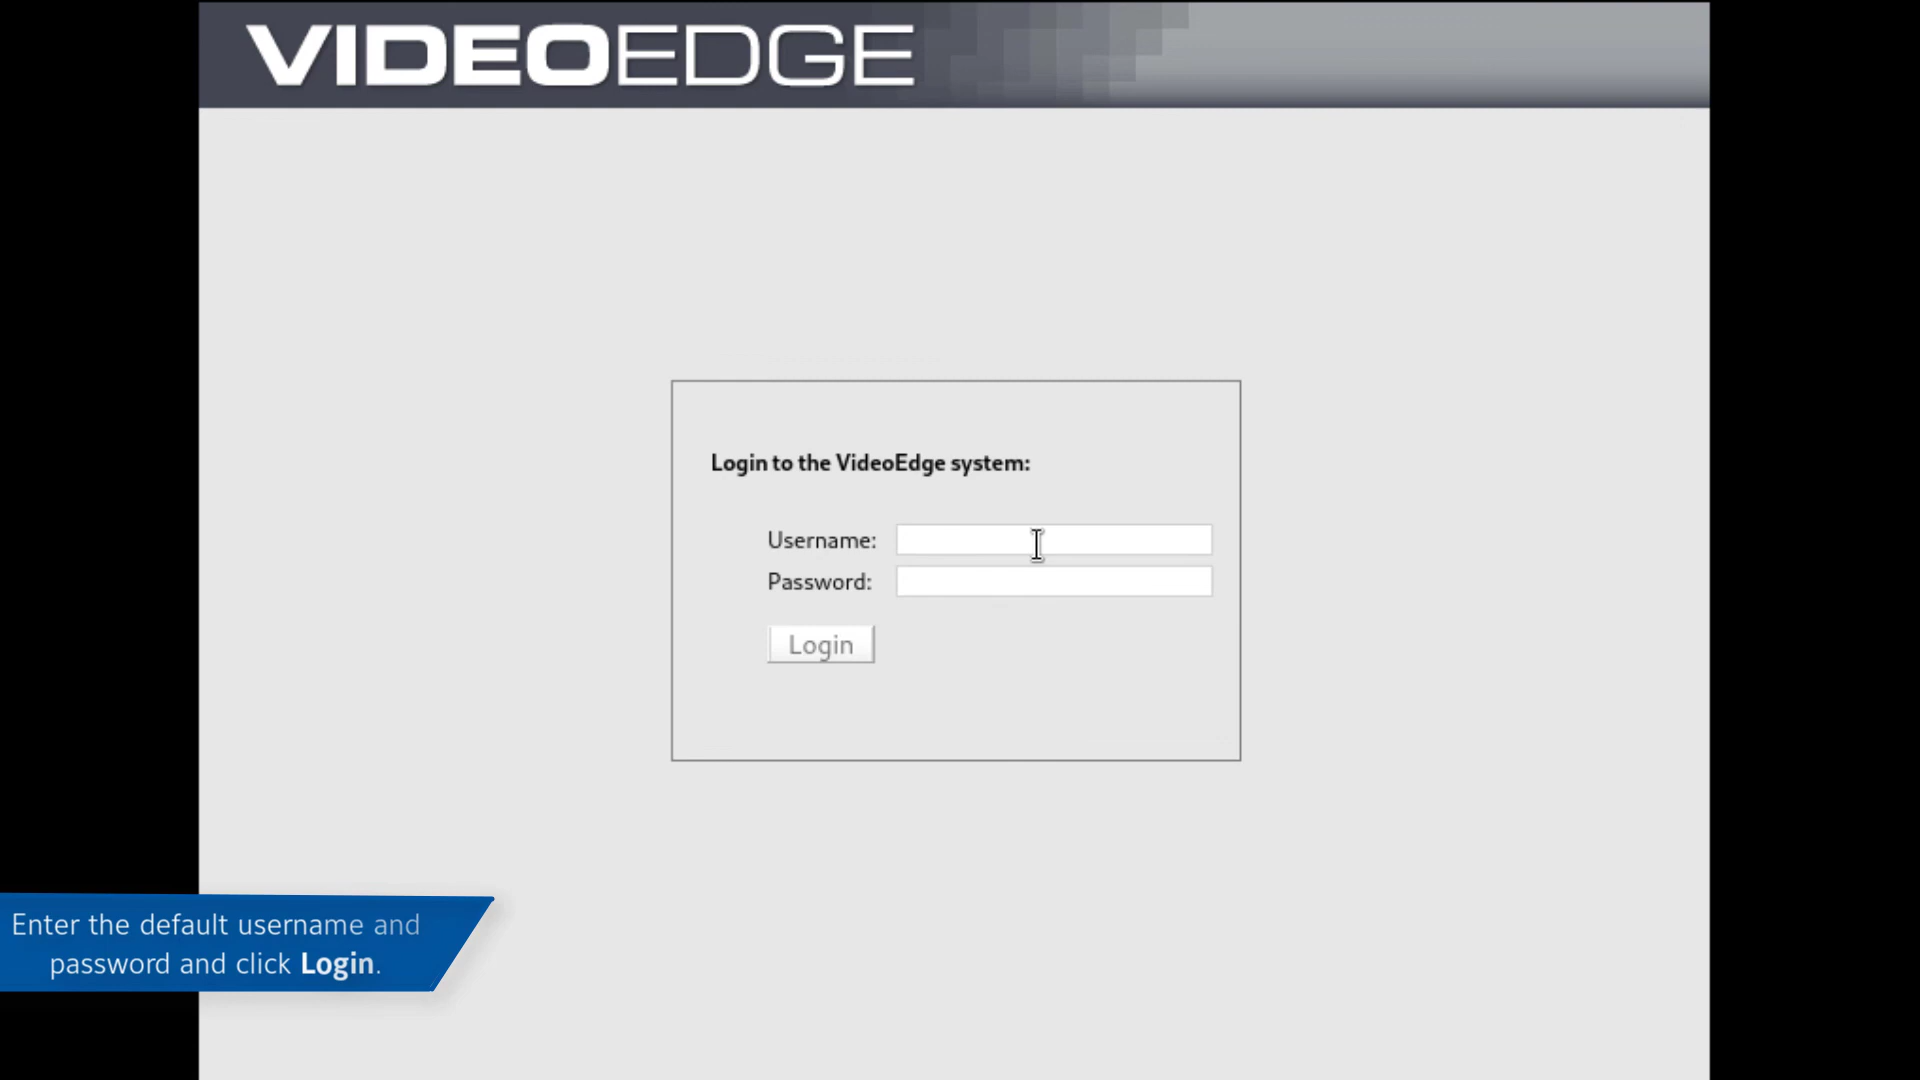 VIDEOEDGE
Login to the VideoEdge system:
Username:
Password:
Login
Enter the default username and
password and click Login.